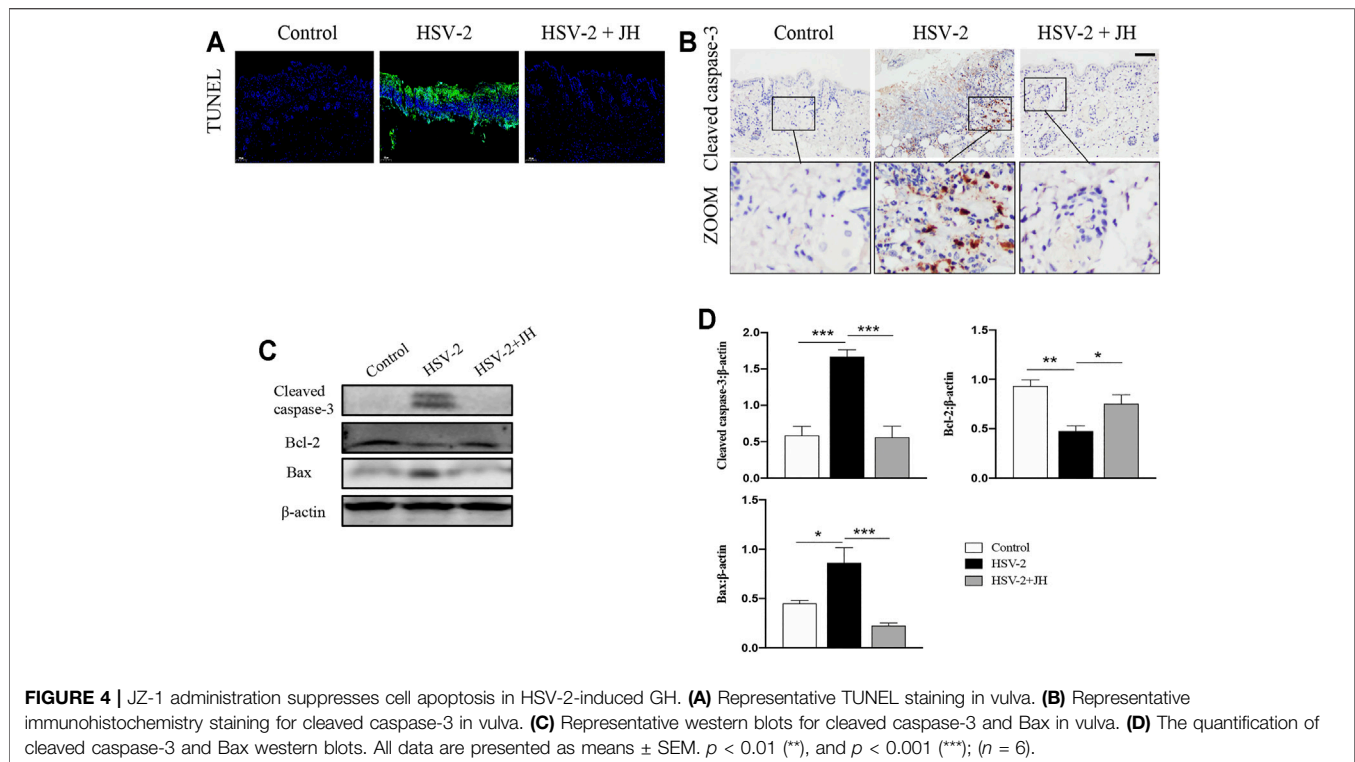 A
Control
HSV-2
HSV-2 + JH
TUNEL
B
Control
HSV-2
HSV-2 + JH
Cleaved caspase-3
ZOOM
C
Control
HSV-2
HSV-2+JH
Cleaved
caspase-3
Bcl-2
Bax
β-actin
D
Cleaved caspase-3:β-actin
2.0
1.5
1.0
0.5
0.0
***
***
Bcl-2:β-actin
1.5
1.0
0.5
0.0
**
*
Bax:β-actin
1.5
1.0
0.5
0.0
*
***
Control
HSV-2
HSV-2+JH
FIGURE 4 | JZ-1 administration suppresses cell apoptosis in HSV-2-induced GH. (A) Representative TUNEL staining in vulva. (B) Representative
immunohistochemistry staining for cleaved caspase-3 in vulva. (C) Representative western blots for cleaved caspase-3 and Bax in vulva. (D) The quantification of
cleaved caspase-3 and Bax western blots. All data are presented as means ± SEM. p < 0.01 (**), and p < 0.001 (***); (n = 6).